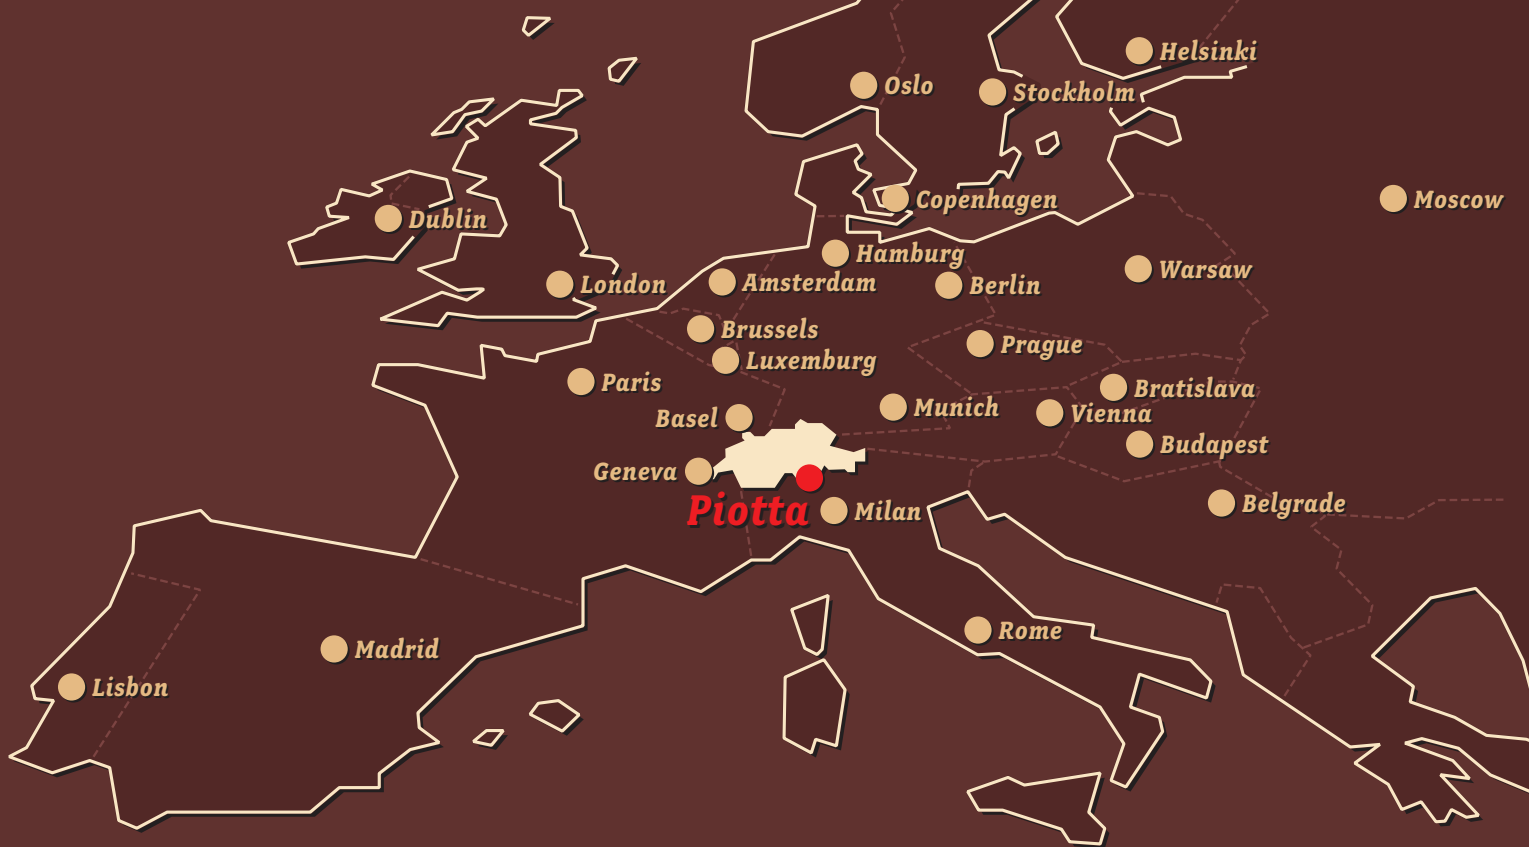 Helsinki
Oslo
Stockholm
Copenhagen
Moscow
Dublin
Hamburg
Warsaw
London
Amsterdam
Berlin
Brussels
Prague
Luxemburg
Paris
Bratislava
Munich
Vienna
Basel
Budapest
Geneva
Piotta
Milan
Belgrade
Rome
Madrid
Lisbon